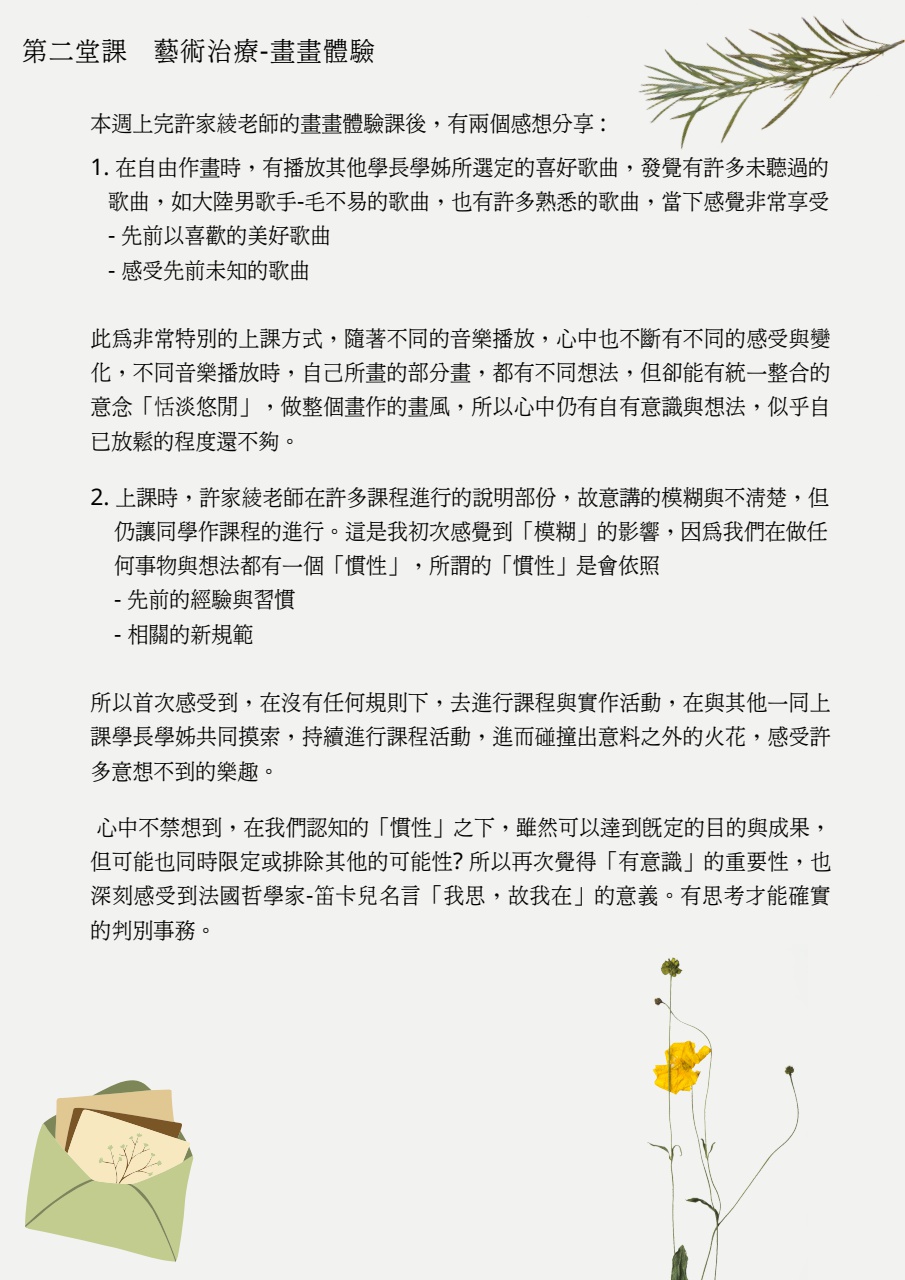 第二堂課　藝術治療-畫畫體驗
本週上完許家綾老師的畫畫體驗課後，有兩個感想分享：
1. 在自由作畫時，有播放其他學長學姊所選定的喜好歌曲，發覺有許多未聽過的
歌曲，如大陸男歌手-毛不易的歌曲，也有許多熟悉的歌曲，當下感覺非常享受
- 先前以喜歡的美好歌曲
- 感受先前未知的歌曲
此爲非常特別的上課方式，隨著不同的音樂播放，心中也不斷有不同的感受與變
化，不同音樂播放時，自己所畫的部分畫，都有不同想法，但卻能有統一整合的
意念「恬淡悠閒」，做整個畫作的畫風，所以心中仍有自有意識與想法，似乎自
已放鬆的程度還不夠。
2. 上課時，許家綾老師在許多課程進行的說明部份，故意講的模糊與不清楚，但
仍讓同學作課程的進行。這是我初次感覺到「模糊」的影響，因爲我們在做任
何事物與想法都有一個「慣性」，所謂的「慣性」是會依照
- 先前的經驗與習慣
- 相關的新規範
所以首次感受到，在沒有任何規則下，去進行課程與實作活動，在與其他一同上
課學長學姊共同摸索，持續進行課程活動，進而碰撞出意料之外的火花，感受許
多意想不到的樂趣。
心中不禁想到，在我們認知的「慣性」之下，雖然可以達到既定的目的與成果，
但可能也同時限定或排除其他的可能性? 所以再次覺得「有意識」的重要性，也
深刻感受到法國哲學家-笛卡兒名言「我思，故我在」的意義。有思考才能確實
的判別事務。